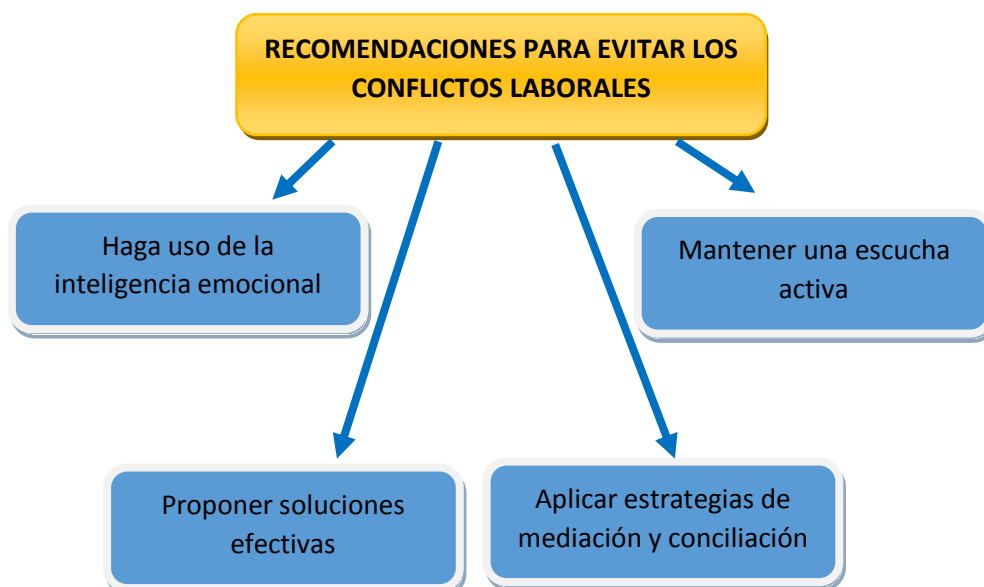 RECOMENDACIONES PARA EVITAR LOS
CONFLICTOS LABORALES
Haga uso de la
inteligencia emocional
Mantener una escucha
activa
Proponer soluciones
efectivas
Aplicar estrategias de
mediación y conciliación